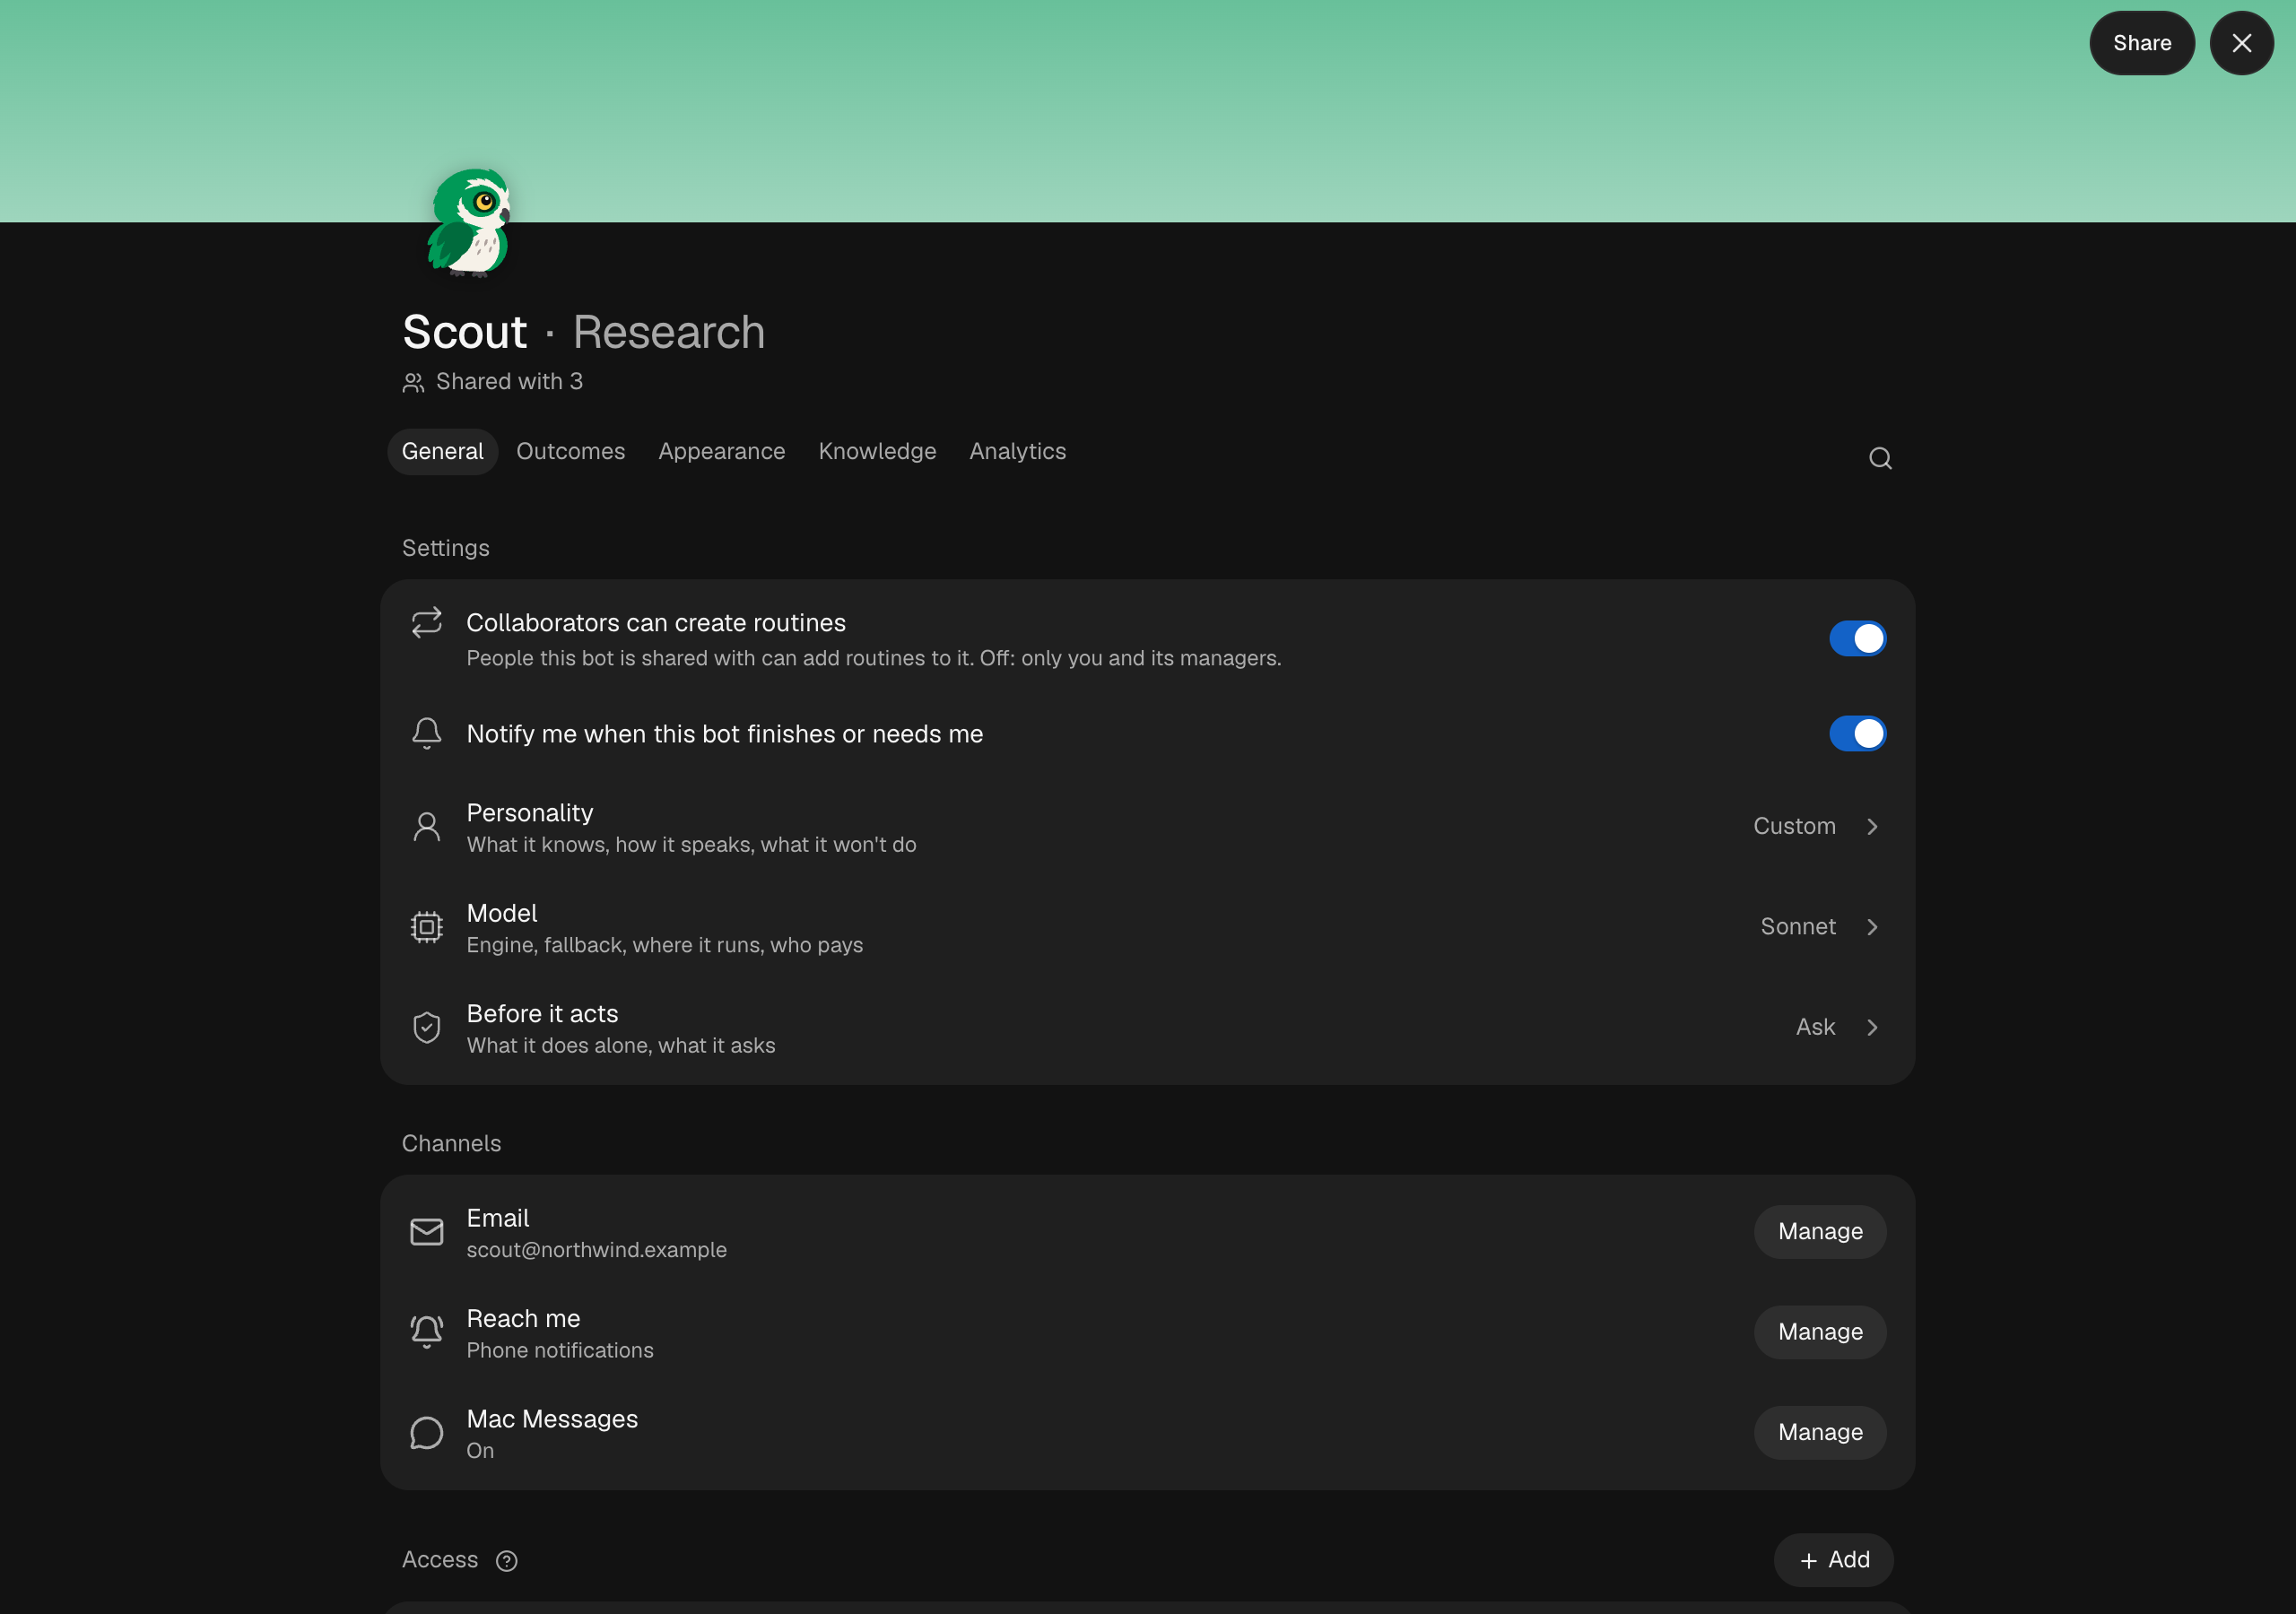 Share
Scout · Research
Shared with 3
General Outcomes Appearance Knowledge Analytics
Settings
Collaborators can create routines
People this bot is shared with can add routines to it. Off: only you and its managers.
Notify me when this bot finishes or needs me
Personality
What it knows, how it speaks, what it won't do
Custom
Model
Engine, fallback, where it runs, who pays
Sonnet
Before it acts
What it does alone, what it asks
Ask
Channels
Email
scout@northwind.example
Manage
Reach me
Phone notifications
Manage
Mac Messages
On
Manage
Access
+ Add